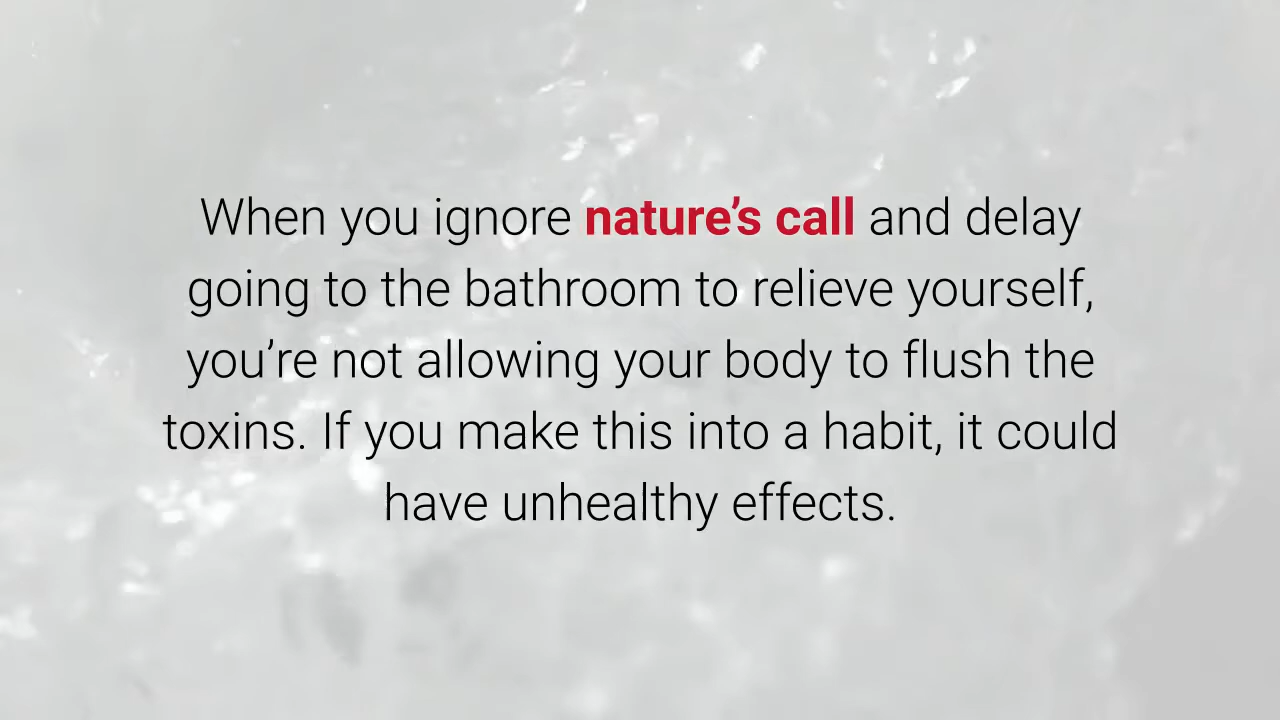 When you ignore nature’s call and delay
going to the bathroom to relieve yourself,
you’re not allowing your body to flush the
toxins. If you make this into a habit, it could
have unhealthy effects.